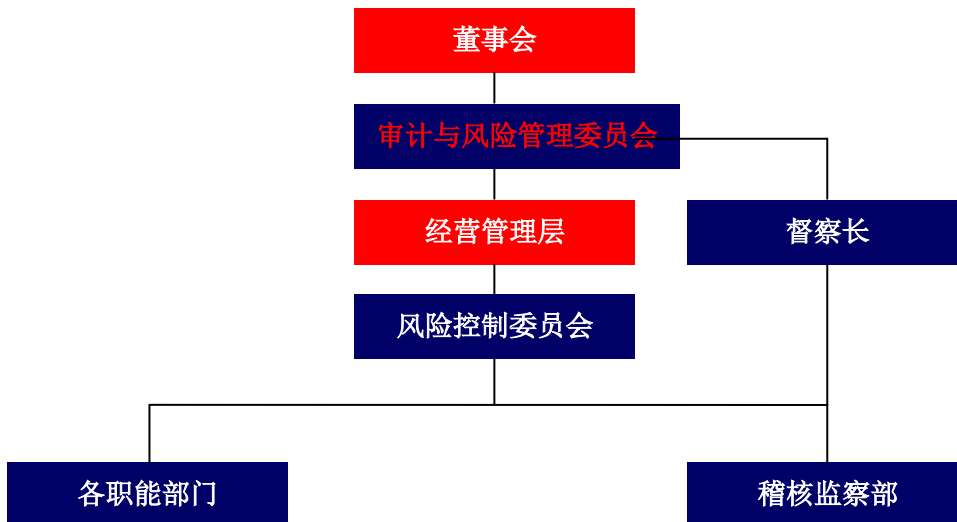 董事会
审计与风险管理委员会
经营管理层
督察长
风险控制委员会
各职能部门
稽核监察部